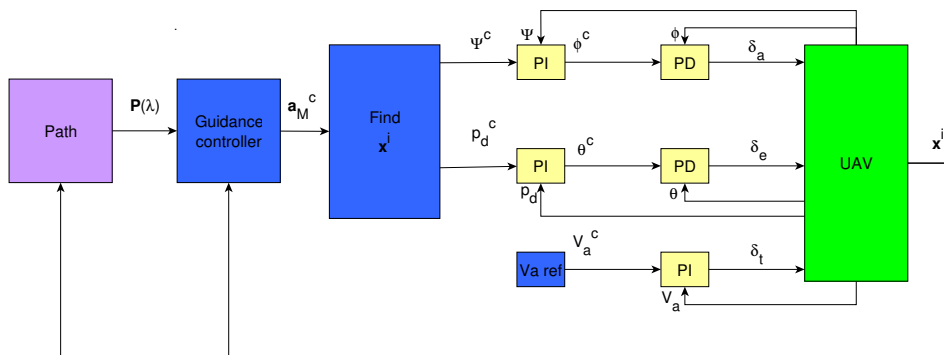 Ψ^c
Ψ
PI
φ^c
φ
PD
δ_a
Path
P(λ)
Guidance
controller
a_M^c
Find
x^i
p_d^c
PI
p_d
θ^c
PD
θ
δ_e
UAV
x^i
Va ref
V_a^c
PI
V_a
δ_t